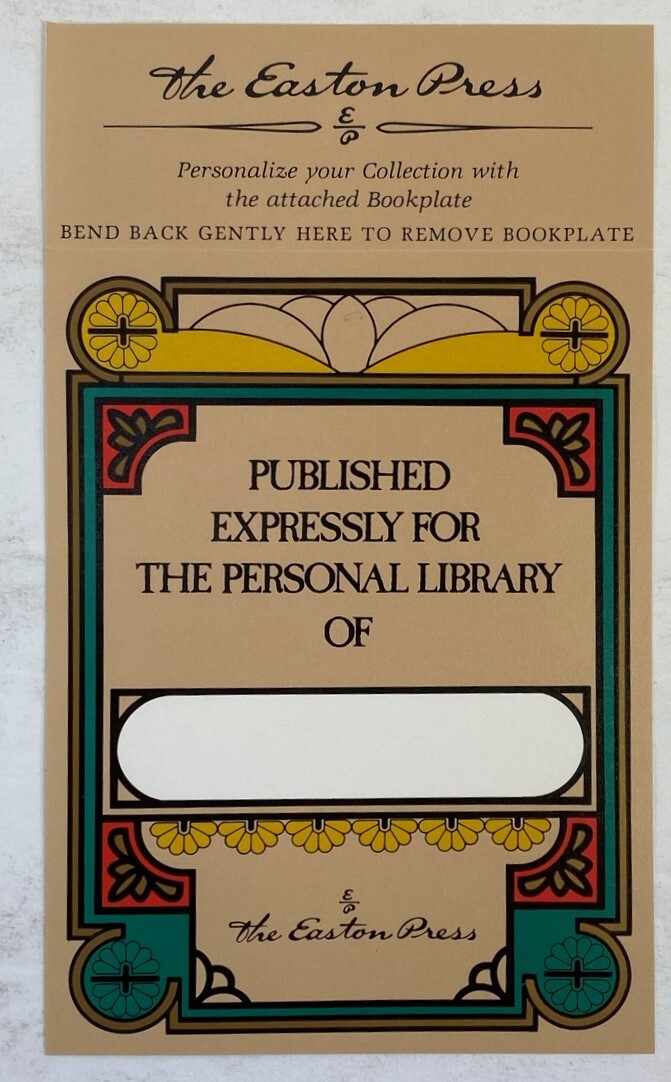 The Easton Press
E
P
Personalize your Collection with
the attached Bookplate
BEND BACK GENTLY HERE TO REMOVE BOOKPLATE
PUBLISHED
EXPRESSLY FOR
THE PERSONAL LIBRARY
OF
E
P
The Easton Press